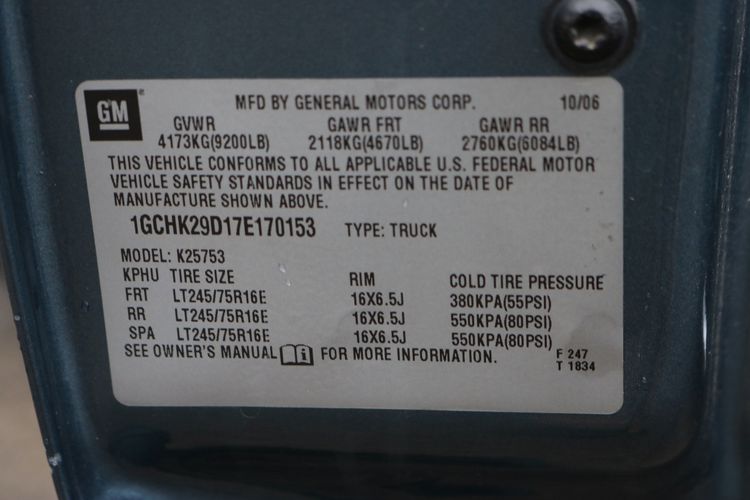 GM MFD BY GENERAL MOTORS CORP. 10/06
GVWR GAWR FRT GAWR RR
4173KG(9200LB) 2118KG(4670LB) 2760KG(6084LB)
THIS VEHICLE CONFORMS TO ALL APPLICABLE U.S. FEDERAL MOTOR
VEHICLE SAFETY STANDARDS IN EFFECT ON THE DATE OF
MANUFACTURE SHOWN ABOVE.
1GCHK29D17E170153 TYPE: TRUCK
MODEL: K25753
KPHU TIRE SIZE RIM COLD TIRE PRESSURE
FRT LT245/75R16E 16X6.5J 380KPA(55PSI)
RR LT245/75R16E 16X6.5J 550KPA(80PSI)
SPA LT245/75R16E 16X6.5J 550KPA(80PSI)
SEE OWNER'S MANUAL FOR MORE INFORMATION. F 247
T 1834